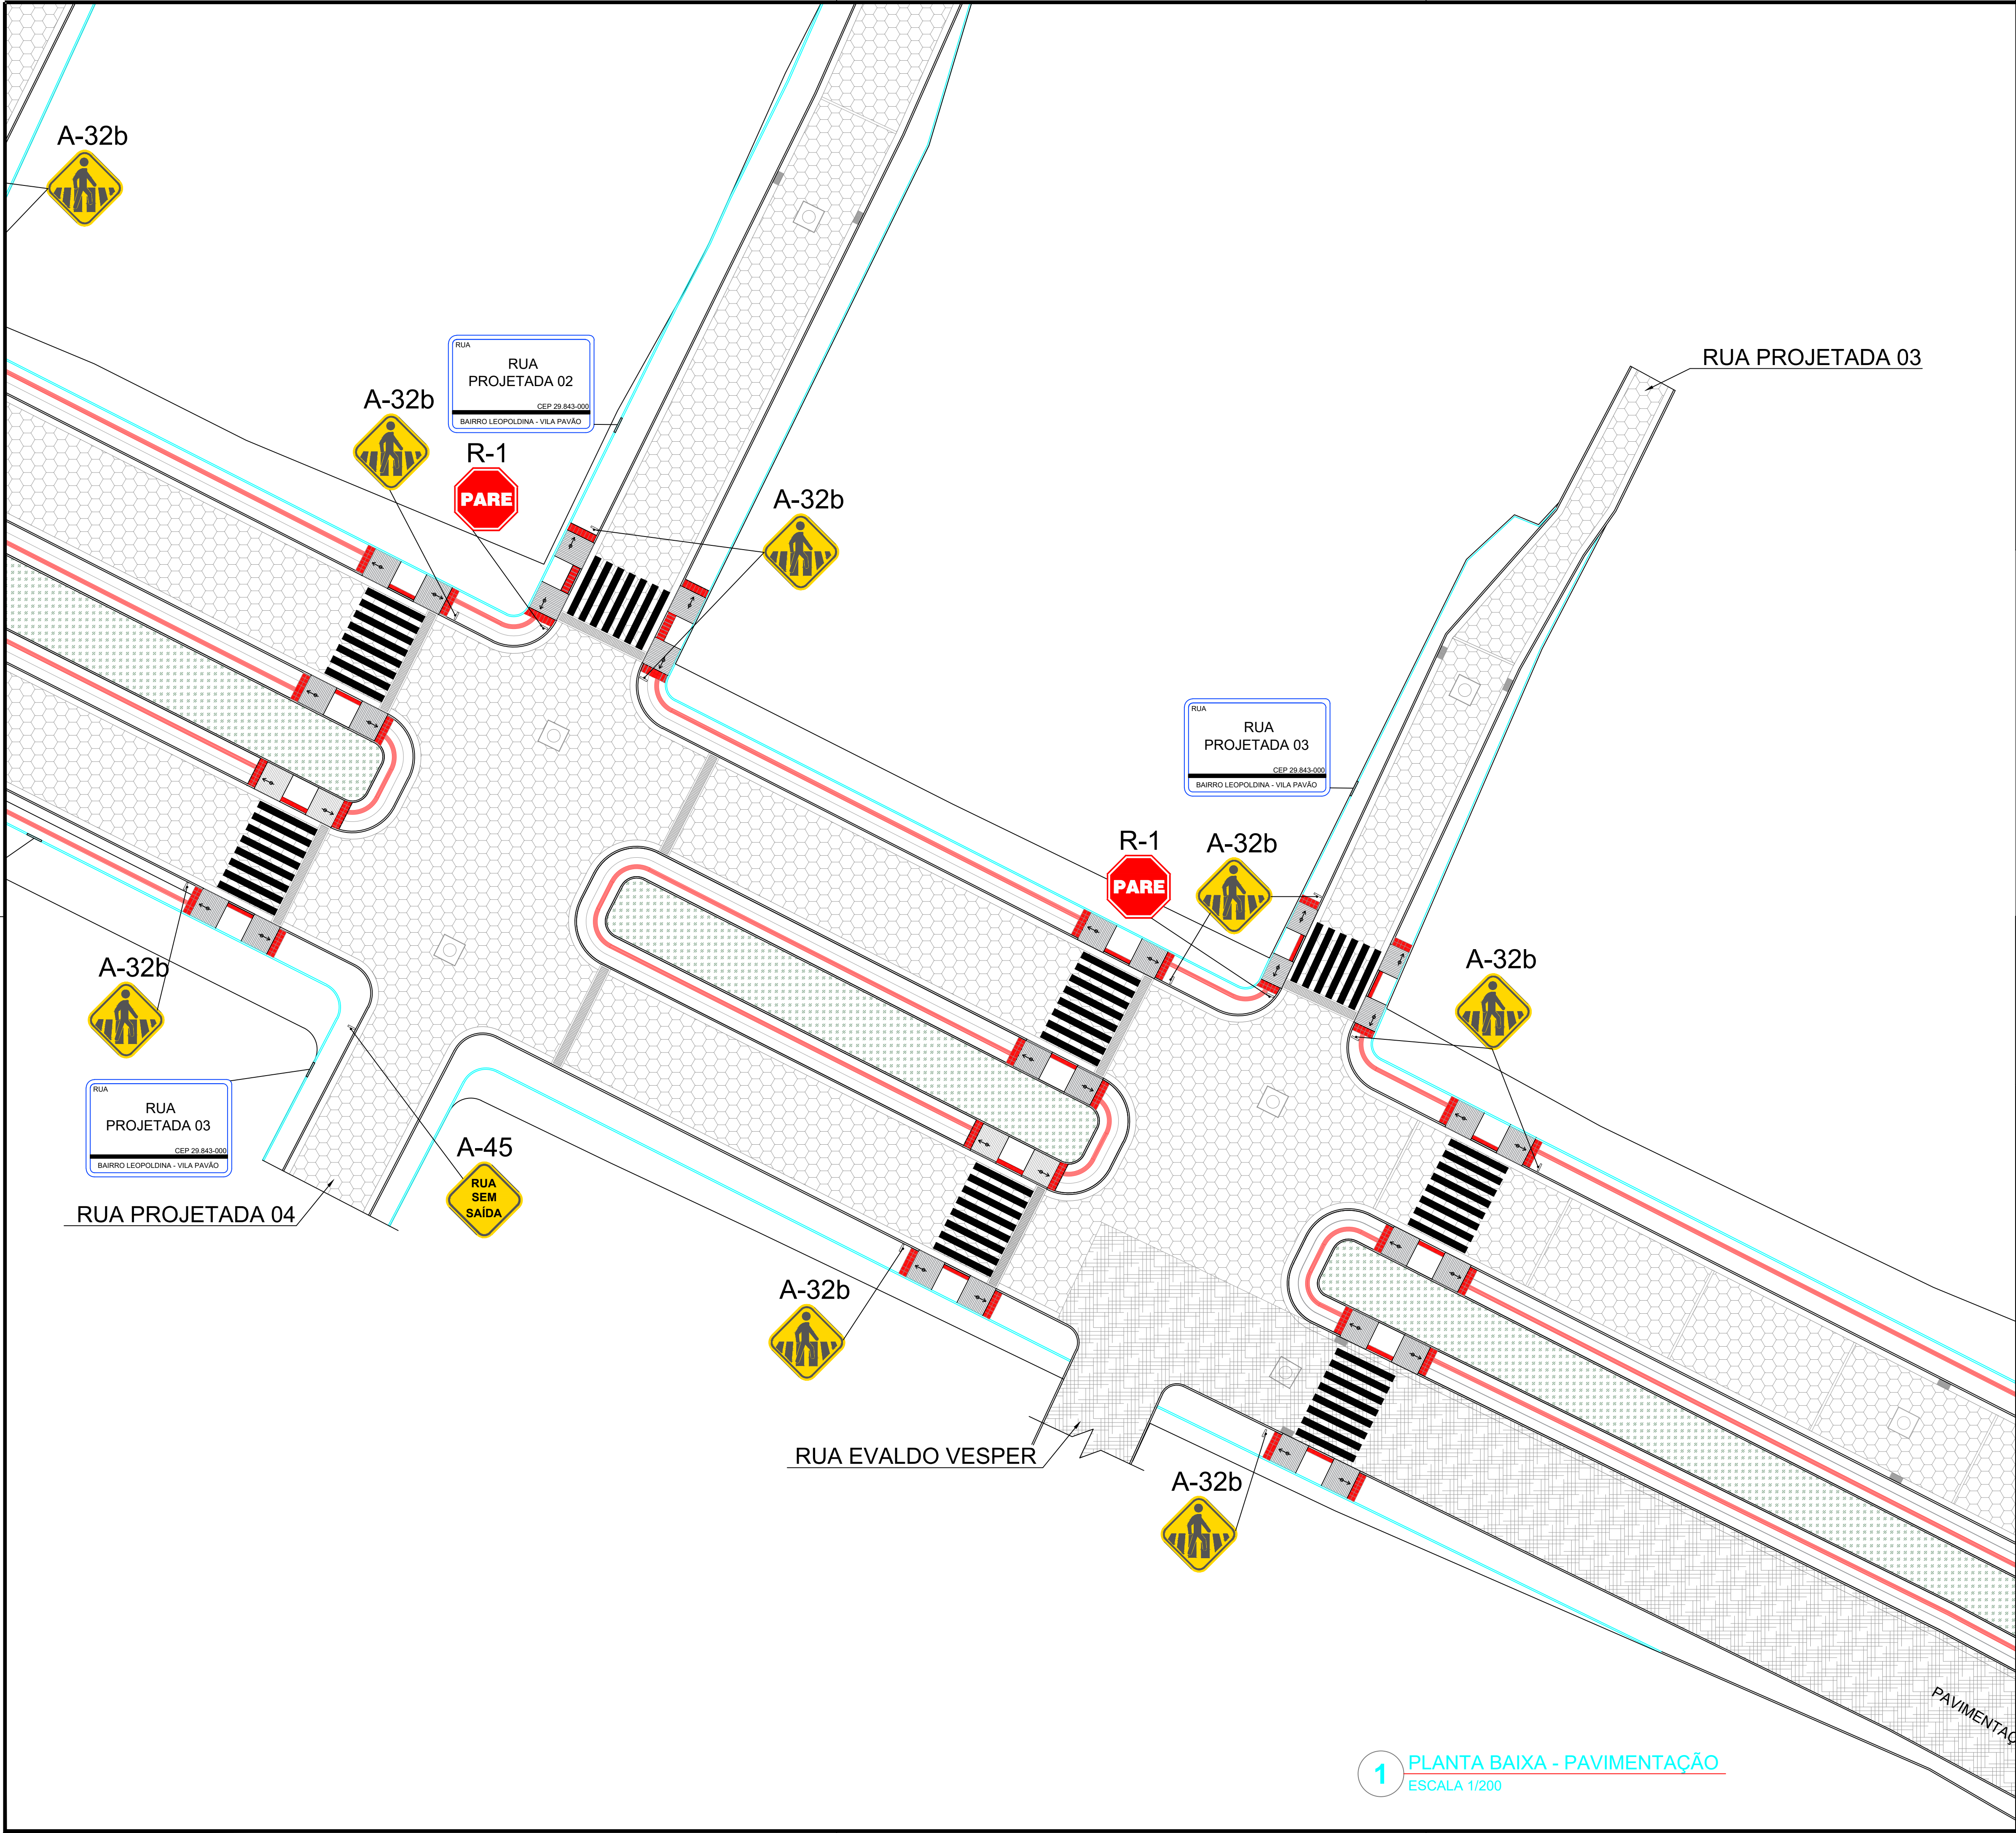 A-32b
RUA
RUA
PROJETADA 02
CEP 29.843-000
BAIRRO LEOPOLDINA - VILA PAVÃO
A-32b
R-1
PARE
A-32b
RUA PROJETADA 03
RUA
RUA
PROJETADA 03
CEP 29.843-000
BAIRRO LEOPOLDINA - VILA PAVÃO
R-1
PARE
A-32b
A-32b
A-32b
RUA
RUA
PROJETADA 03
CEP 29.843-000
BAIRRO LEOPOLDINA - VILA PAVÃO
RUA PROJETADA 04
A-45
RUA
SEM
SAÍDA
A-32b
RUA EVALDO VESPER
A-32b
PAVIMENTAÇ
1
PLANTA BAIXA - PAVIMENTAÇÃO
ESCALA 1/200